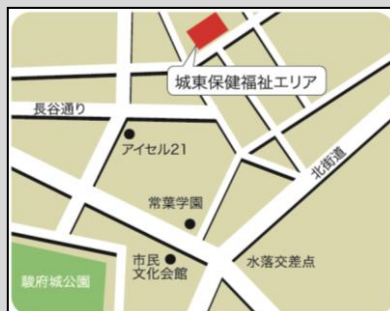 城東保健福祉エリア
長谷通り
アイセル21
北街道
常葉学園
市民
文化会館
水落交差点
駿府城公園